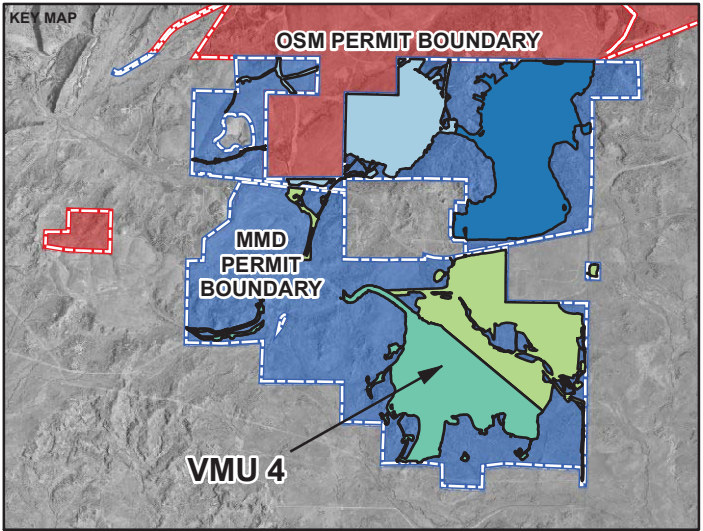 KEY MAP
OSM PERMIT BOUNDARY
MMD
PERMIT
BOUNDARY
VMU 4